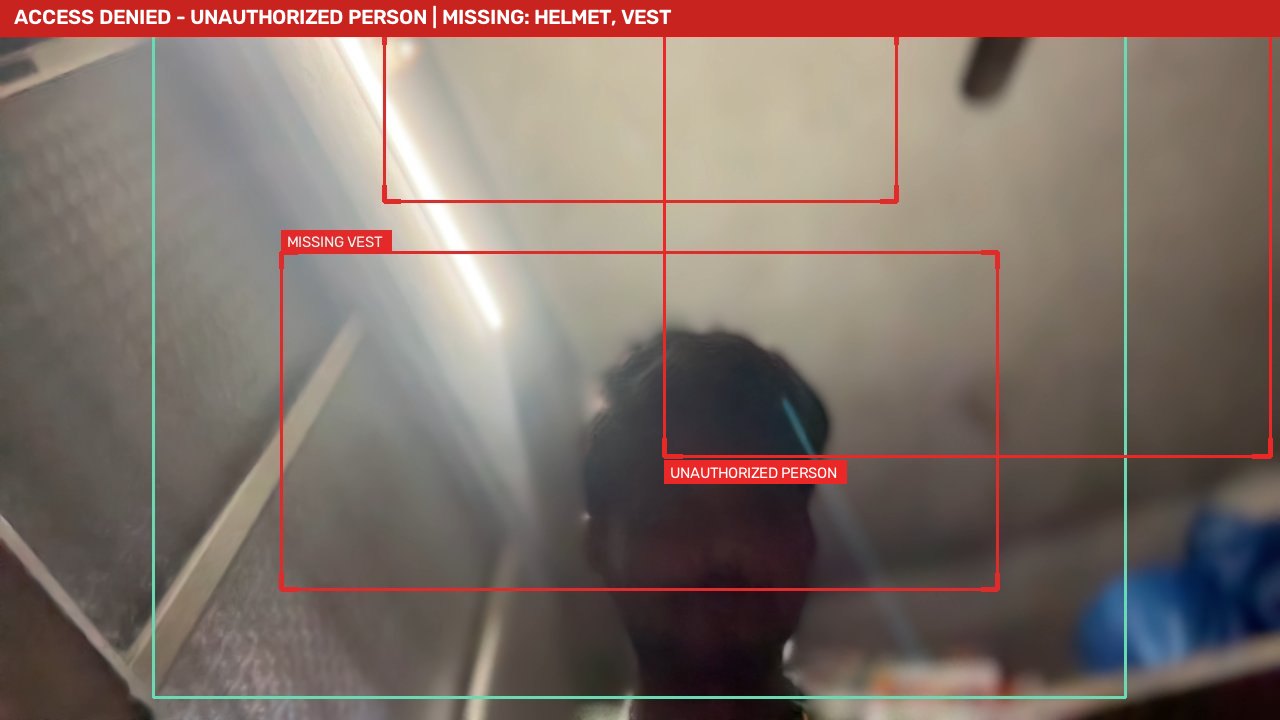 ACCESS DENIED - UNAUTHORIZED PERSON | MISSING: HELMET, VEST
MISSING VEST
UNAUTHORIZED PERSON